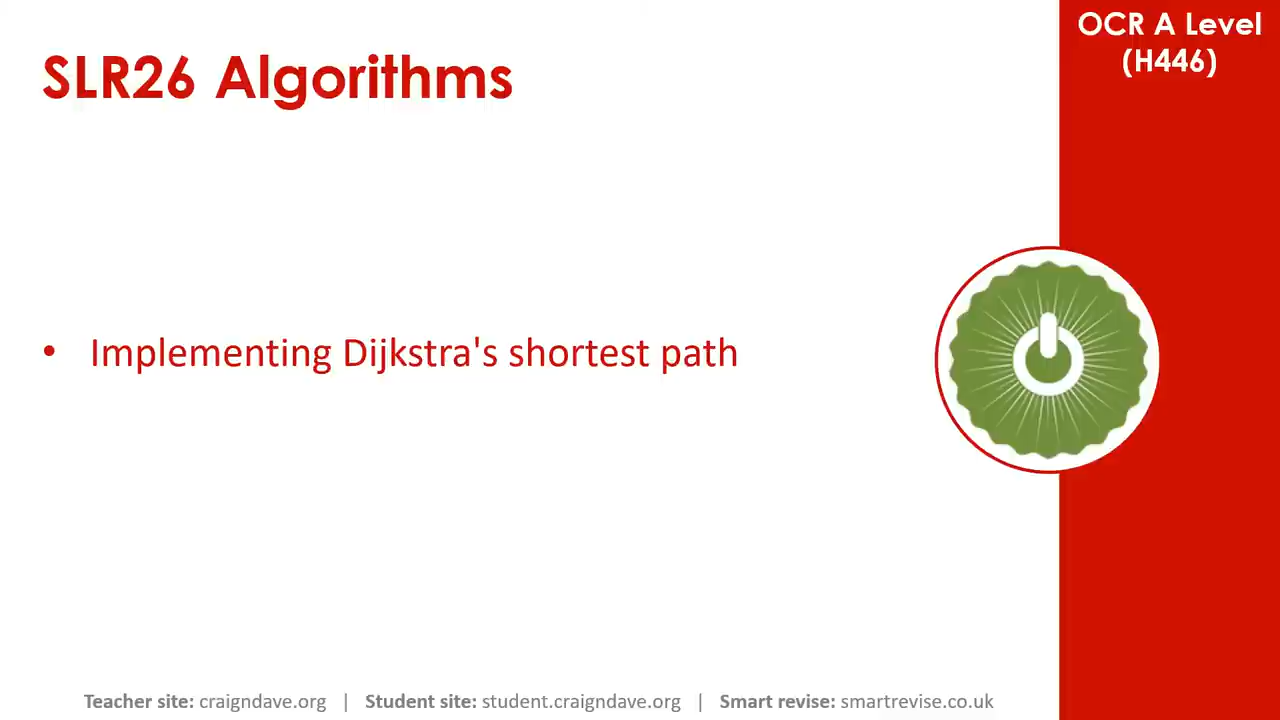 OCR A Level
(H446)
SLR26 Algorithms
• Implementing Dijkstra's shortest path
Teacher site: craigndave.org | Student site: student.craigndave.org | Smart revise: smartrevise.co.uk